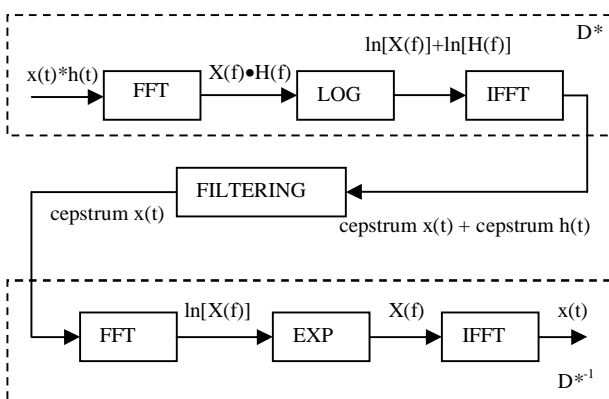 D*
ln[X(f)]+ln[H(f)]
x(t)*h(t)
FFT
X(f)●H(f)
LOG
IFFT
FILTERING
cepstrum x(t)
cepstrum x(t) + cepstrum h(t)
ln[X(f)]
X(f)
x(t)
FFT
EXP
IFFT
D*-1